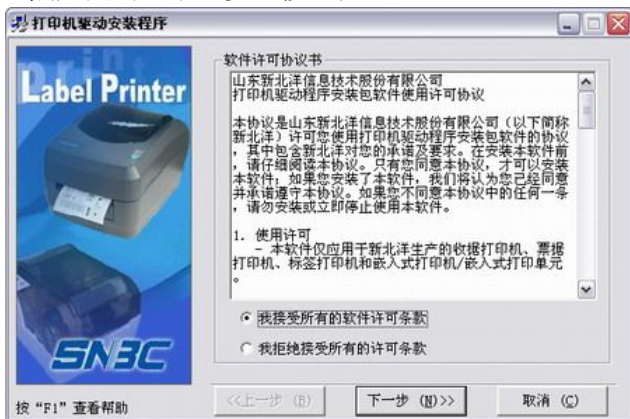 打印机驱动安装程序
Label Printer
SNBC
按 “F1” 查看帮助
软件许可协议书
山东新北洋信息技术股份有限公司
打印机驱动程序安装包软件使用许可协议
本协议是山东新北洋信息技术股份有限公司（以下简称
新北洋）许可您使用打印机驱动程序安装包软件的协议
，其中包含新北洋对您的承诺及要求。在安装本软件前
，请仔细阅读本协议。只有您同意本协议，才可以安装
本软件，如果您安装了本软件，我们将认为您已经同意
并承诺遵守本协议。如果您不同意本协议中的任何一条
，请勿安装或立即停止使用本软件。
1. 使用许可
- 本软件仅应用于新北洋生产的收据打印机、票据
打印机、标签打印机和嵌入式打印机/嵌入式打印单元
。
我接受所有的软件许可条款
我拒绝接受所有的许可条款
<<上一步 (B)
下一步 (N)>>
取消 (C)